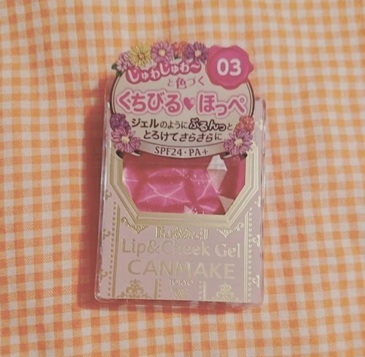 じゅわじゅわ〜
と色づく
03
くちびる♥ほっぺ
ジェルのようにぷるんっと
とろけてさらさらに
SPF24・PA+
Lip&Cheek Gel
CANMAKE
TOKYO